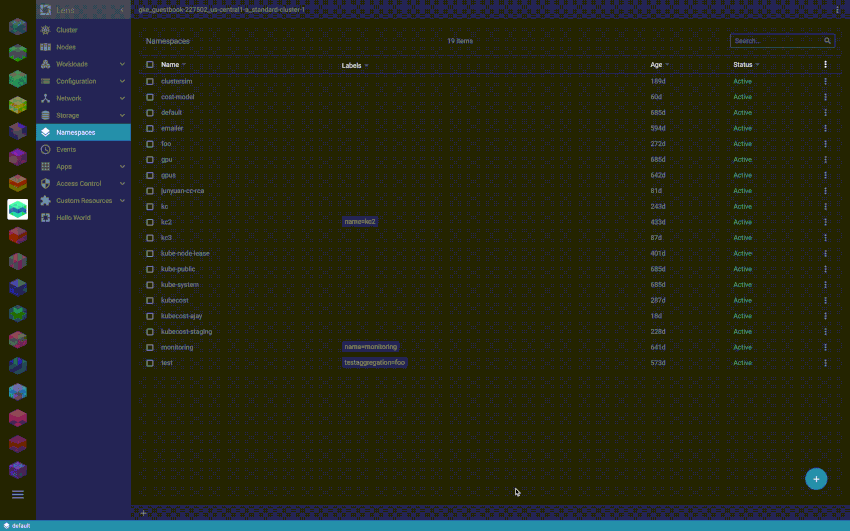 Lens
gke_guestbook-227502_us-central1-a_standard-cluster-1
Cluster
Nodes
Workloads
Configuration
Network
Storage
Namespaces
Events
Apps
Access Control
Custom Resources
Hello World
Namespaces 19 items Search...
Name Labels Age Status
clustersim 189d Active
cost-model 60d Active
default 685d Active
emailer 594d Active
foo 272d Active
gpu 685d Active
gpus 642d Active
junyusn-cc-rca 81d Active
kc 243d Active
kc2 name=kc2 433d Active
kc3 87d Active
kube-node-lease 401d Active
kube-public 685d Active
kube-system 685d Active
kubecost 287d Active
kubecost-ajay 19d Active
kubecost-staging 228d Active
monitoring name=monitoring 641d Active
test testaggregation=foo 573d Active
default